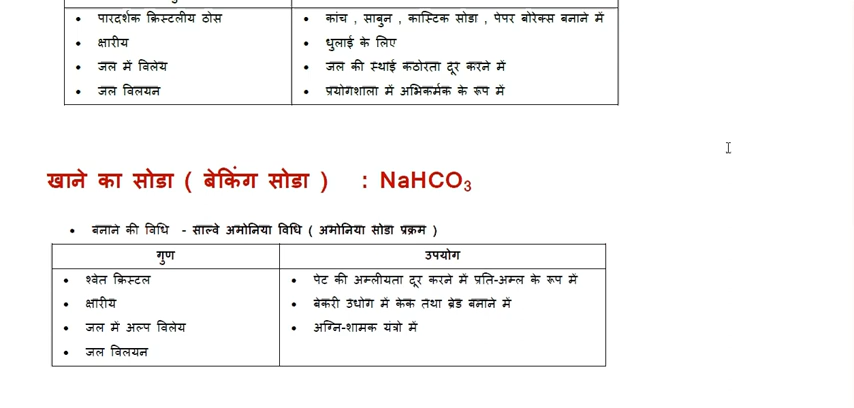 • पारदर्शक क्रिस्टलीय ठोस • कांच , साबुन , कास्टिक सोडा , पेपर बोरेक्स बनाने में
• क्षारीय • धुलाई के लिए
• जल में विलेय • जल की स्थाई कठोरता दूर करने में
• जल विलयन • प्रयोगशाला में अभिकर्मक के रूप में
खाने का सोडा ( बेकिंग सोडा ) : NaHCO₃
• बनाने की विधि - साल्वे अमोनिया विधि ( अमोनिया सोडा प्रक्रम )
गुण उपयोग
• श्वेत क्रिस्टल • पेट की अम्लीयता दूर करने में प्रति-अम्ल के रूप में
• क्षारीय • बेकरी उधोग में केक तथा ब्रेड बनाने में
• जल में अल्प विलेय • अग्नि-शामक यंत्रो में
• जल विलयन